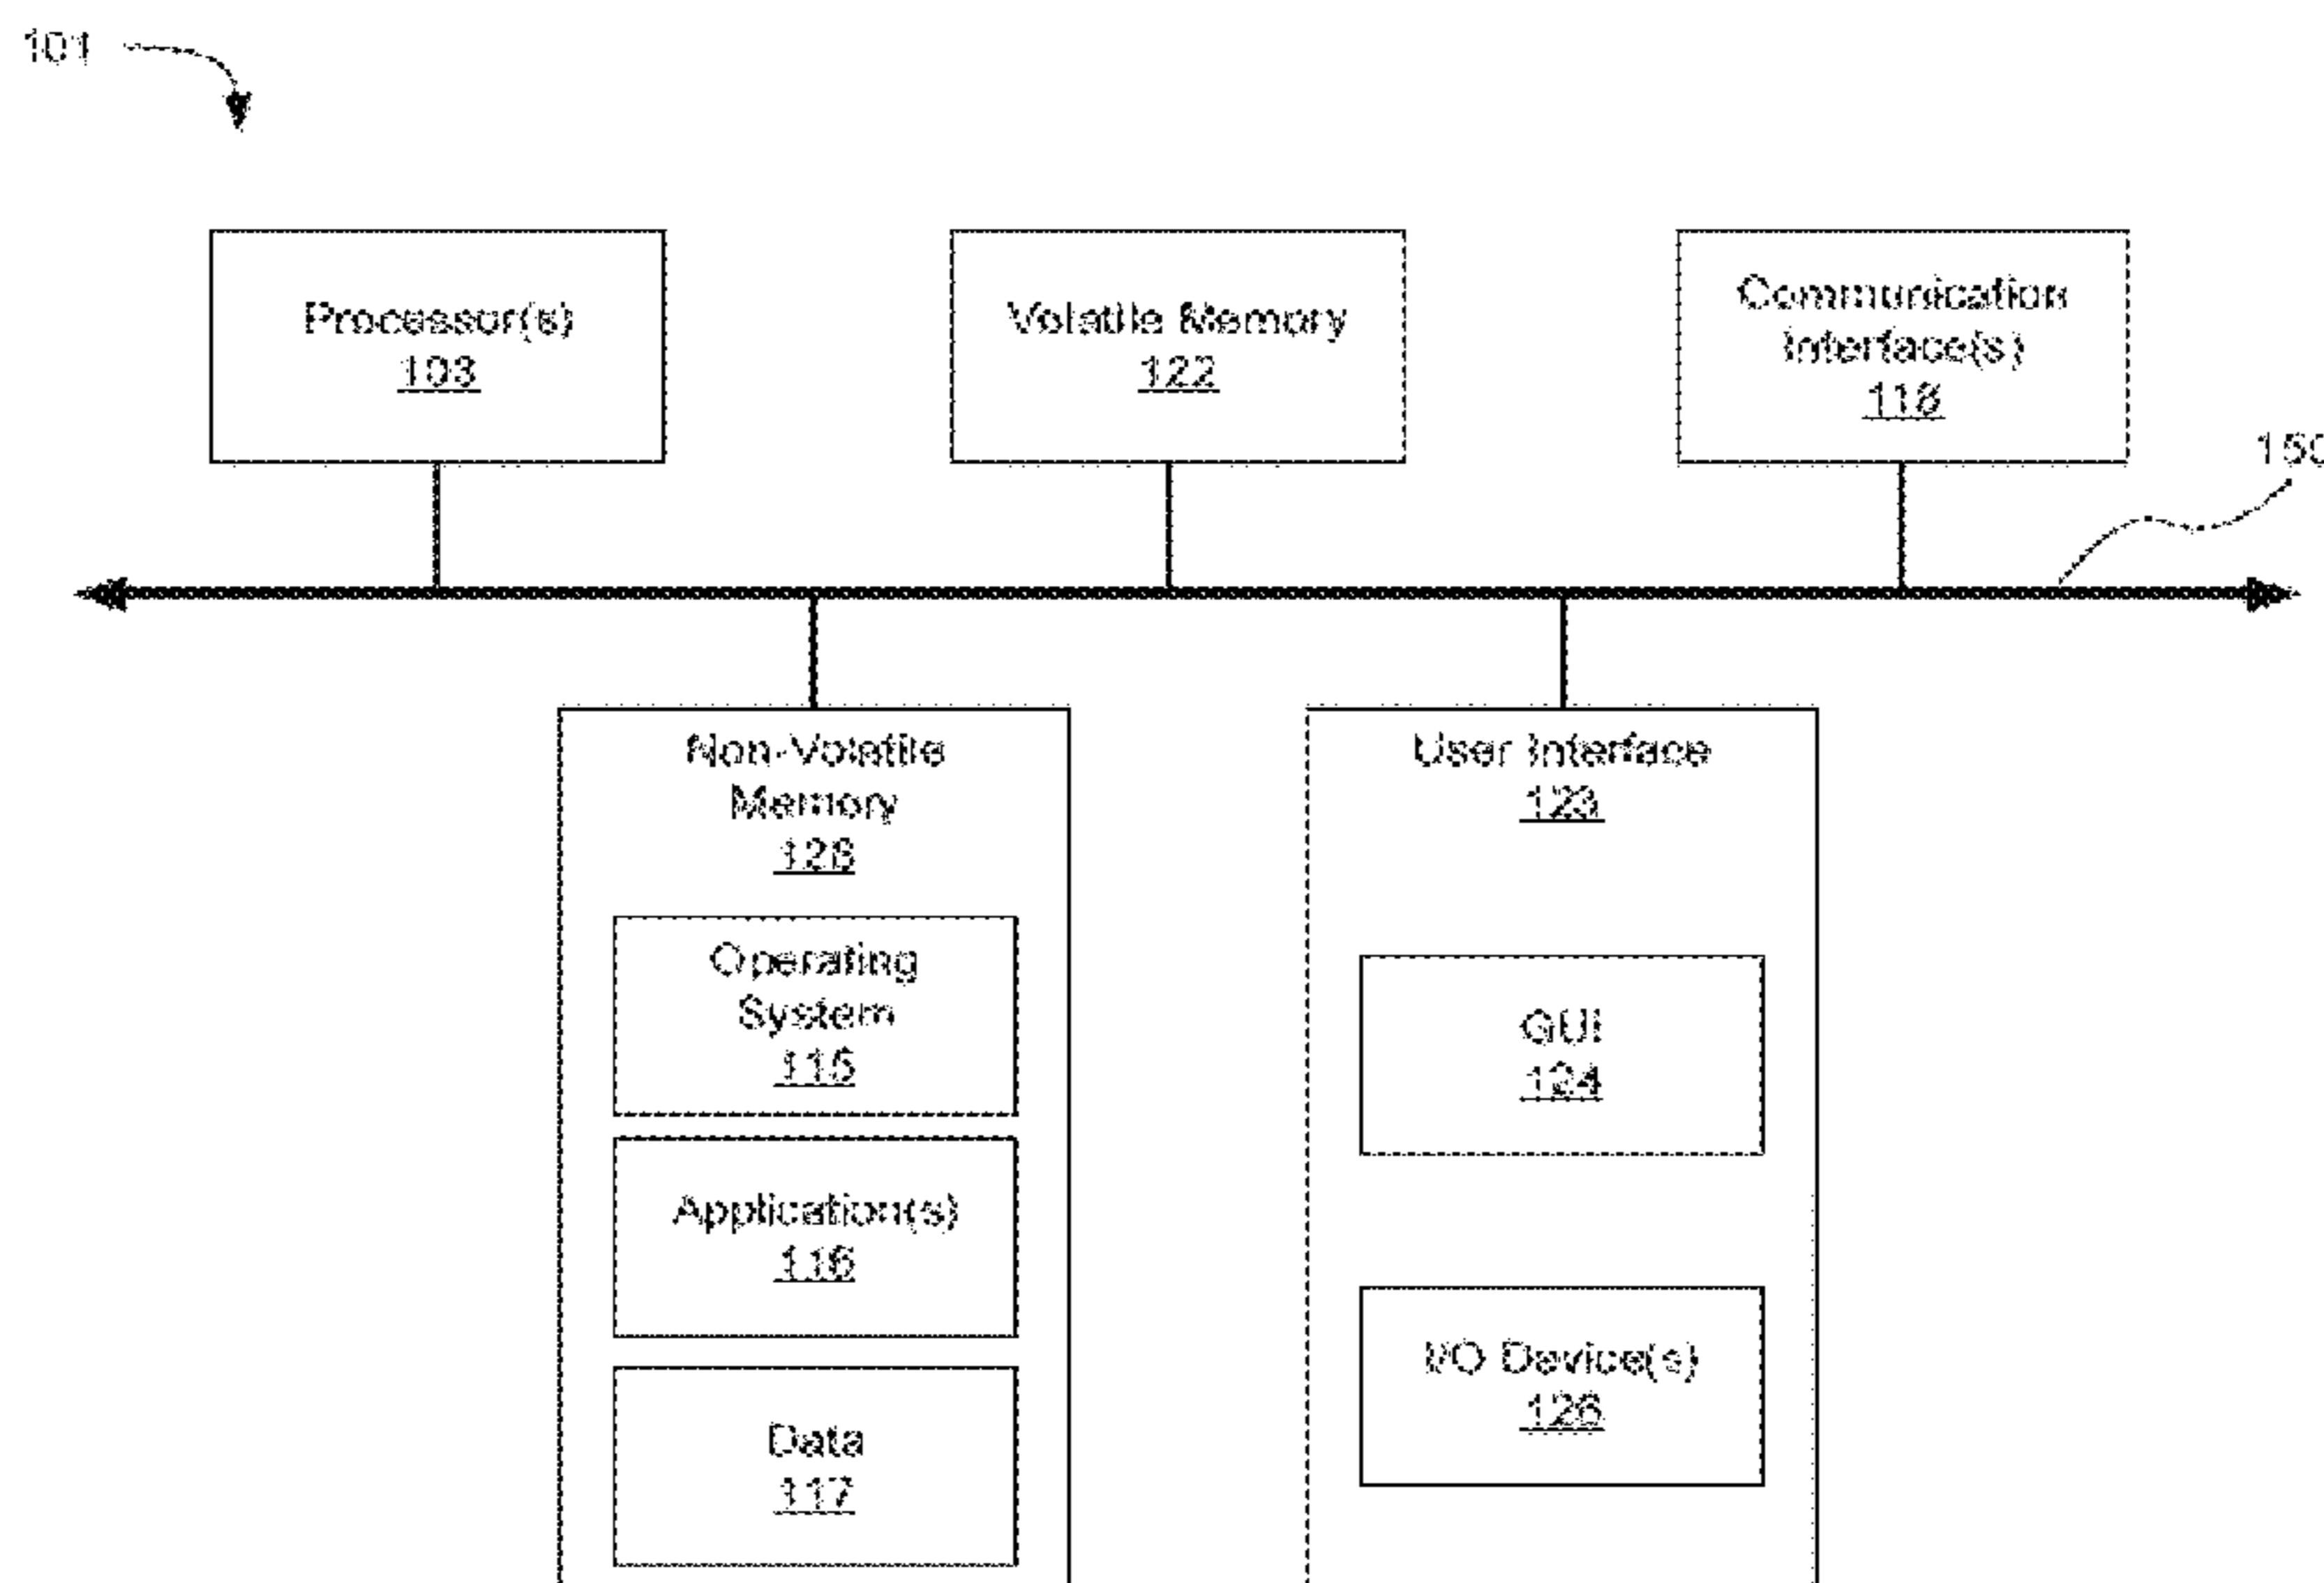 101
Processor(s)
103
Volatile Memory
122
Communication
Interface(s)
118
150
Non-Volatile
Memory
128
User Interface
123
Operating
System
115
GUI
124
Application(s)
116
I/O Device(s)
126
Data
117